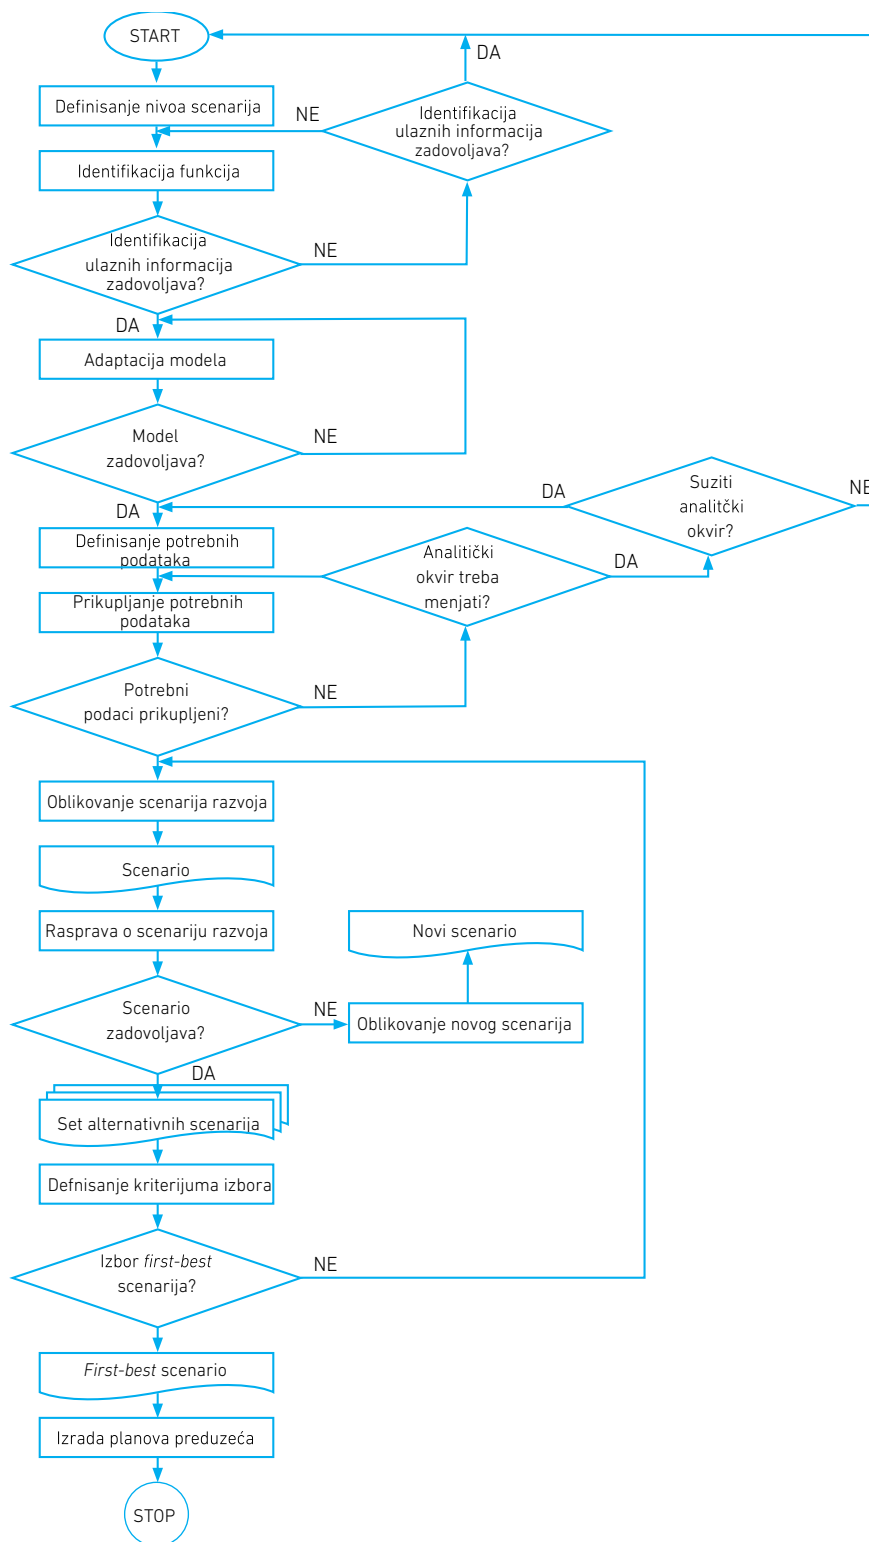 START
DA
Definisanje nivoa scenarija
NE
Identifikacija
ulaznih informacija
zadovoljava?
Identifikacija funkcija
Identifikacija
ulaznih informacija
zadovoljava?
NE
DA
Adaptacija modela
Model
zadovoljava?
NE
DA
Suziti
analitčki
okvir?
DA
NE
Definisanje potrebnih
podataka
Analitički
okvir treba
menjati?
DA
Prikupljanje potrebnih
podataka
Potrebni
podaci prikupljeni?
NE
Oblikovanje scenarija razvoja
Scenario
Rasprava o scenariju razvoja
Novi scenario
Scenario
zadovoljava?
NE
Oblikovanje novog scenarija
DA
Set alternativnih scenarija
Defnisanje kriterijuma izbora
Izbor first-best
scenarija?
NE
First-best scenario
Izrada planova preduzeća
STOP